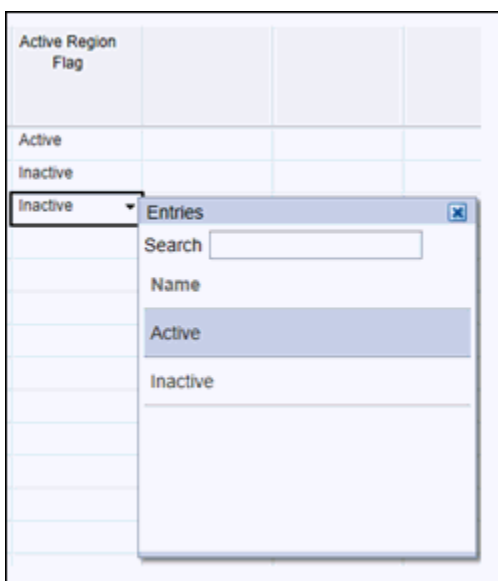 Active Region
Flag
Active
Inactive
Inactive
Entries
Search
Name
Active
Inactive